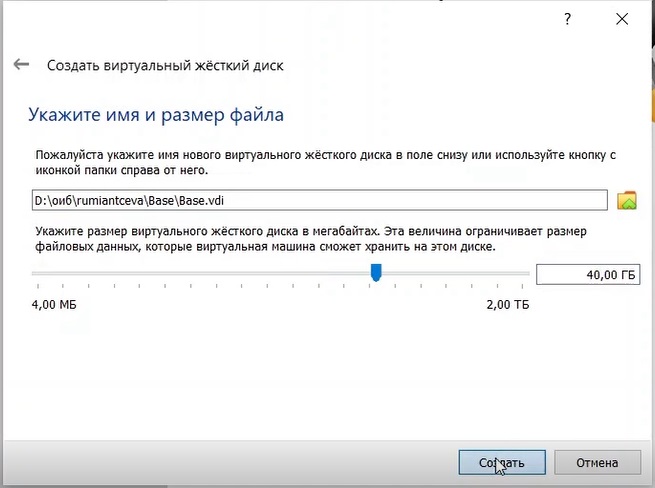 ?
Создать виртуальный жёсткий диск
Укажите имя и размер файла
Пожалуйста укажите имя нового виртуального жёсткого диска в поле снизу или используйте кнопку с
иконкой папки справа от него.
D:\оиб\rumiantceva\Base\Base.vdi
Укажите размер виртуального жёсткого диска в мегабайтах. Эта величина ограничивает размер
файловых данных, которые виртуальная машина сможет хранить на этом диске.
40,00 ГБ
4,00 МБ 2,00 ТБ
Создать Отмена